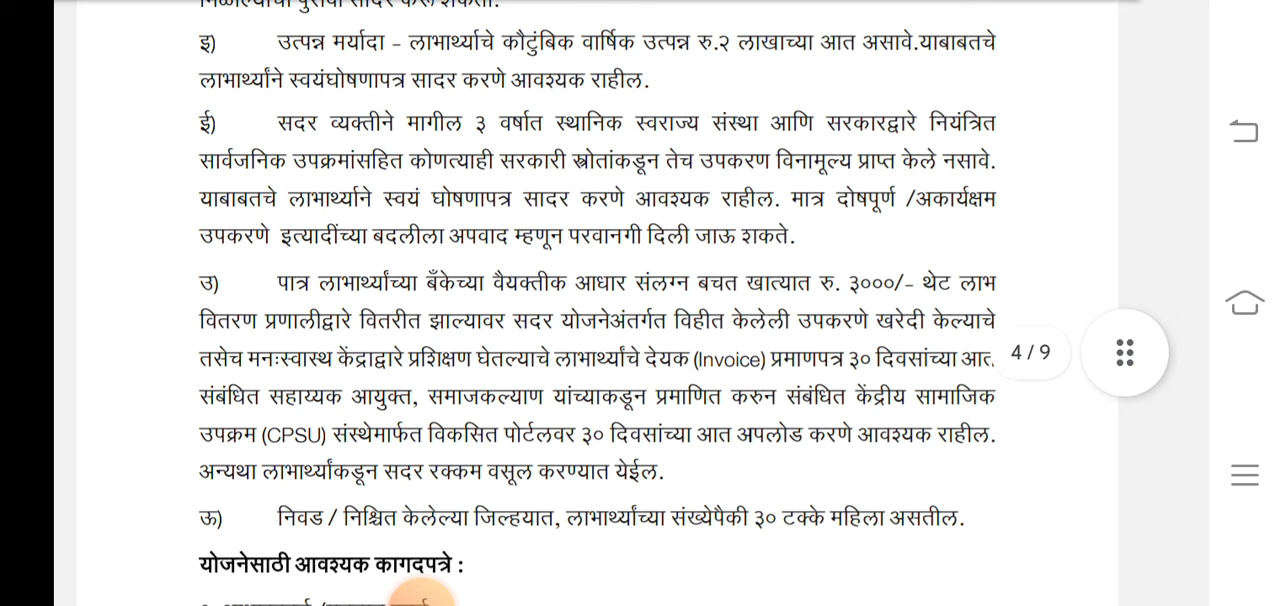 मिळाल्याचा पुरावा सादर करू शकतो.
इ) उत्पन्न मर्यादा - लाभार्थ्याचे कौटुंबिक वार्षिक उत्पन्न रु.२ लाखाच्या आत असावे.याबाबतचे
लाभार्थ्याने स्वयंघोषणापत्र सादर करणे आवश्यक राहील.
ई) सदर व्यक्तीने मागील ३ वर्षात स्थानिक स्वराज्य संस्था आणि सरकारद्वारे नियंत्रित
सार्वजनिक उपक्रमांसहित कोणत्याही सरकारी स्त्रोतांकडून तेच उपकरण विनामूल्य प्राप्त केले नसावे.
याबाबतचे लाभार्थ्याने स्वयं घोषणापत्र सादर करणे आवश्यक राहील. मात्र दोषपूर्ण /अकार्यक्षम
उपकरणे इत्यादींच्या बदलीला अपवाद म्हणून परवानगी दिली जाऊ शकते.
उ) पात्र लाभार्थ्यांच्या बँकेच्या वैयक्तीक आधार संलग्न बचत खात्यात रु. ३०००/- थेट लाभ
वितरण प्रणालीद्वारे वितरीत झाल्यावर सदर योजनेअंतर्गत विहीत केलेली उपकरणे खरेदी केल्याचे
तसेच मनःस्वास्थ केंद्राद्वारे प्रशिक्षण घेतल्याचे लाभार्थ्यांचे देयक (Invoice) प्रमाणपत्र ३० दिवसांच्या आत
4 / 9
संबंधित सहाय्यक आयुक्त, समाजकल्याण यांच्याकडून प्रमाणित करुन संबंधित केंद्रीय सामाजिक
उपक्रम (CPSU) संस्थेमार्फत विकसित पोर्टलवर ३० दिवसांच्या आत अपलोड करणे आवश्यक राहील.
अन्यथा लाभार्थ्यांकडून सदर रक्कम वसूल करण्यात येईल.
ऊ) निवड / निश्चित केलेल्या जिल्हयात, लाभार्थ्यांच्या संख्येपैकी ३० टक्के महिला असतील.
योजनेसाठी आवश्यक कागदपत्रे :